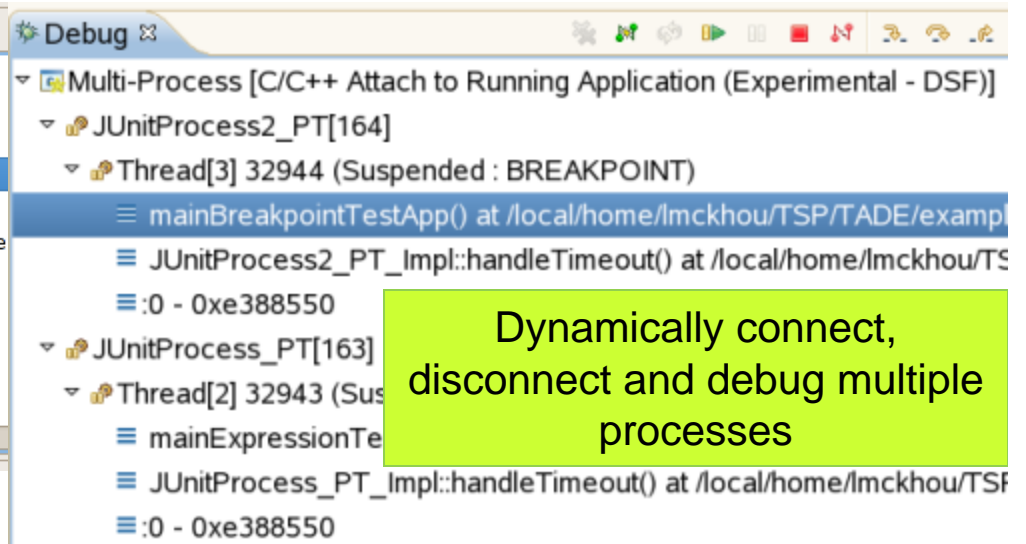 Debug
Multi-Process [C/C++ Attach to Running Application (Experimental - DSF)]
JUnitProcess2_PT[164]
Thread[3] 32944 (Suspended : BREAKPOINT)
mainBreakpointTestApp() at /local/home/lmckhou/TSP/TADE/exampl
JUnitProcess2_PT_Impl::handleTimeout() at /local/home/lmckhou/TS
:0 - 0xe388550
JUnitProcess_PT[163]
Thread[2] 32943 (Sus
mainExpressionTe
JUnitProcess_PT_Impl::handleTimeout() at /local/home/lmckhou/TSP
:0 - 0xe388550
Dynamically connect,
disconnect and debug multiple
processes